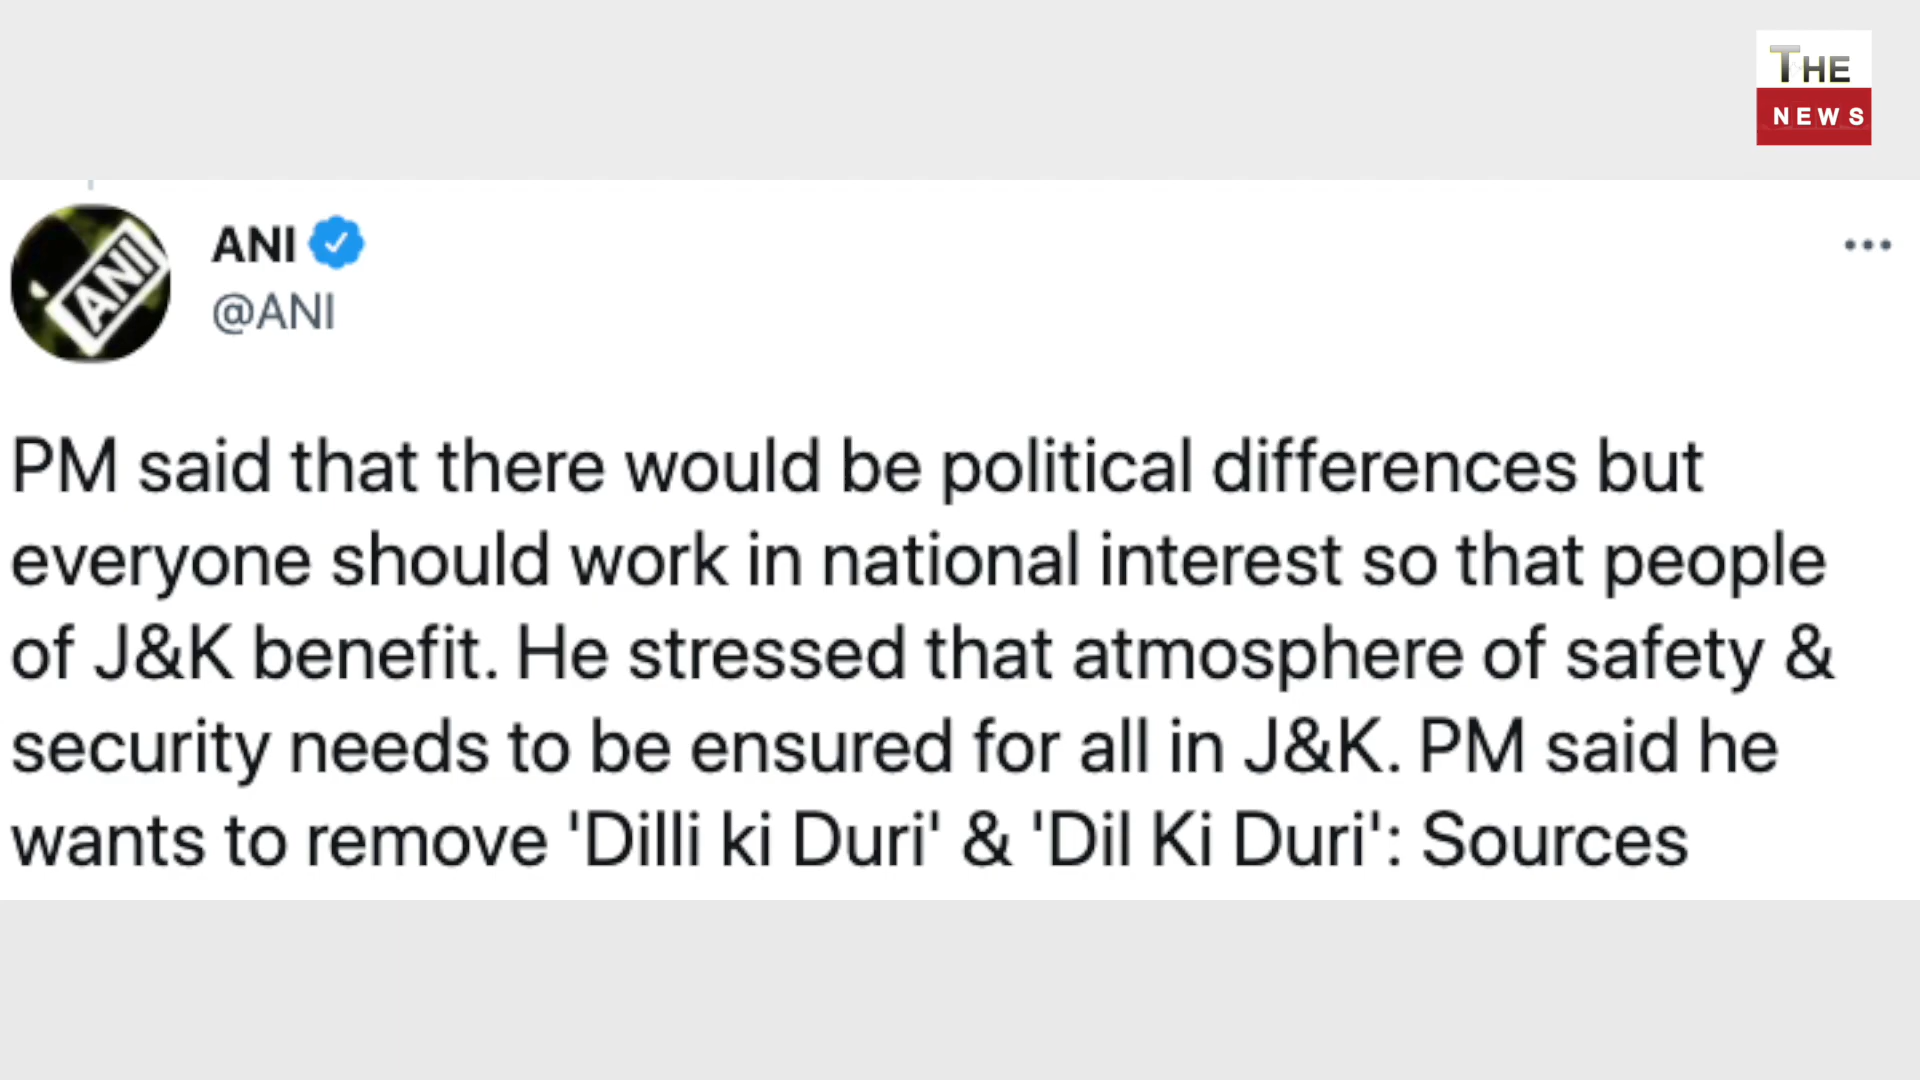 THE
NEWS
ANI
ANI
@ANI
PM said that there would be political differences but
everyone should work in national interest so that people
of J&K benefit. He stressed that atmosphere of safety &
security needs to be ensured for all in J&K. PM said he
wants to remove 'Dilli ki Duri' & 'Dil Ki Duri': Sources